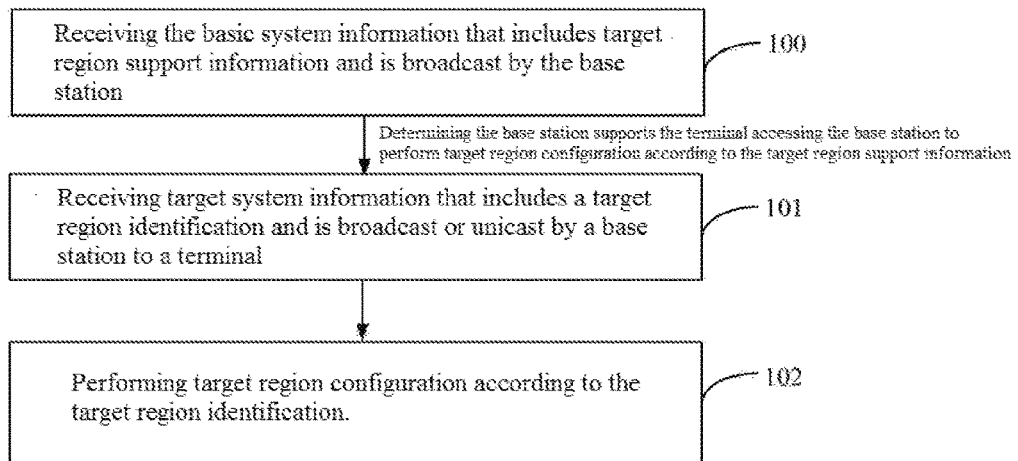 Receiving the basic system information that includes target
region support information and is broadcast by the base
station
100
Determining the base station supports the terminal accessing the base station to
perform target region configuration according to the target region support information
Receiving target system information that includes a target
region identification and is broadcast or unicast by a base
station to a terminal
101
Performing target region configuration according to the
target region identification.
102